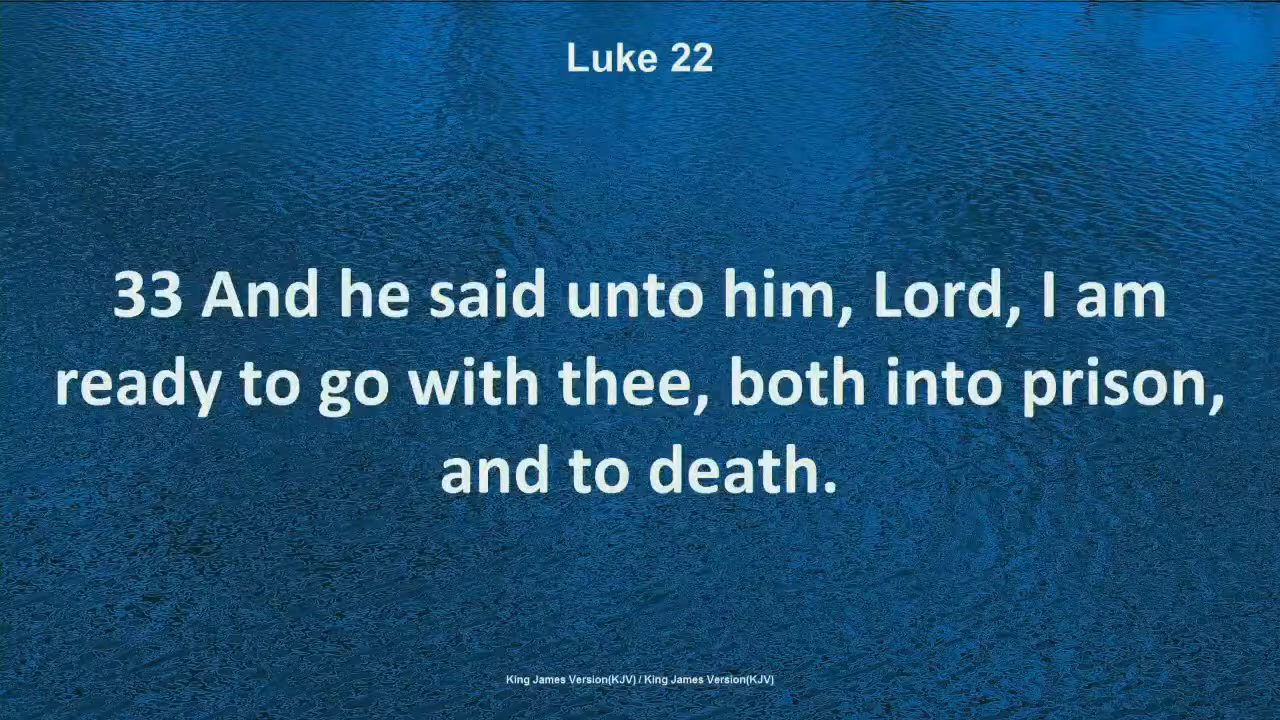 Luke 22
33 And he said unto him, Lord, I am
ready to go with thee, both into prison,
and to death.
King James Version(KJV) / King James Version(KJV)